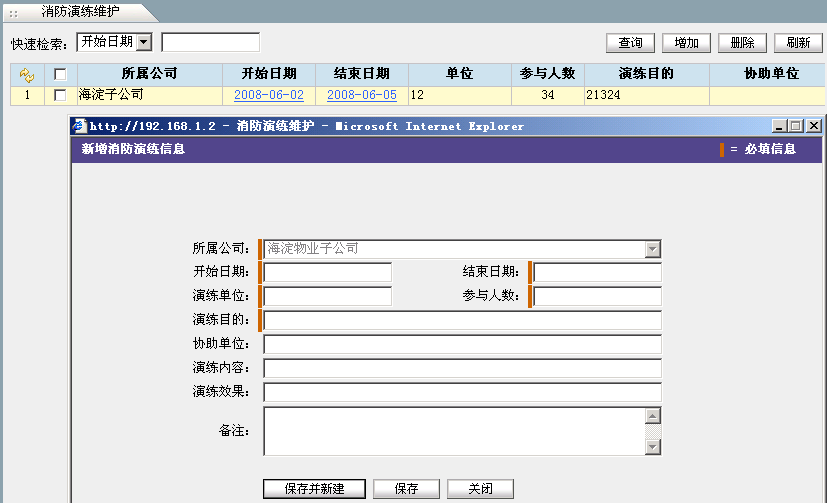 消防演练维护
快速检索： 开始日期 查询 增加 删除 刷新
所属公司 开始日期 结束日期 单位 参与人数 演练目的 协助单位
1 海淀子公司 2008-06-02 2008-06-05 12 34 21324
http://192.168.1.2 - 消防演练维护 - Microsoft Internet Explorer
新增消防演练信息 = 必填信息
所属公司： 海淀物业子公司
开始日期： 结束日期：
演练单位： 参与人数：
演练目的：
协助单位：
演练内容：
演练效果：
备注：
保存并新建 保存 关闭